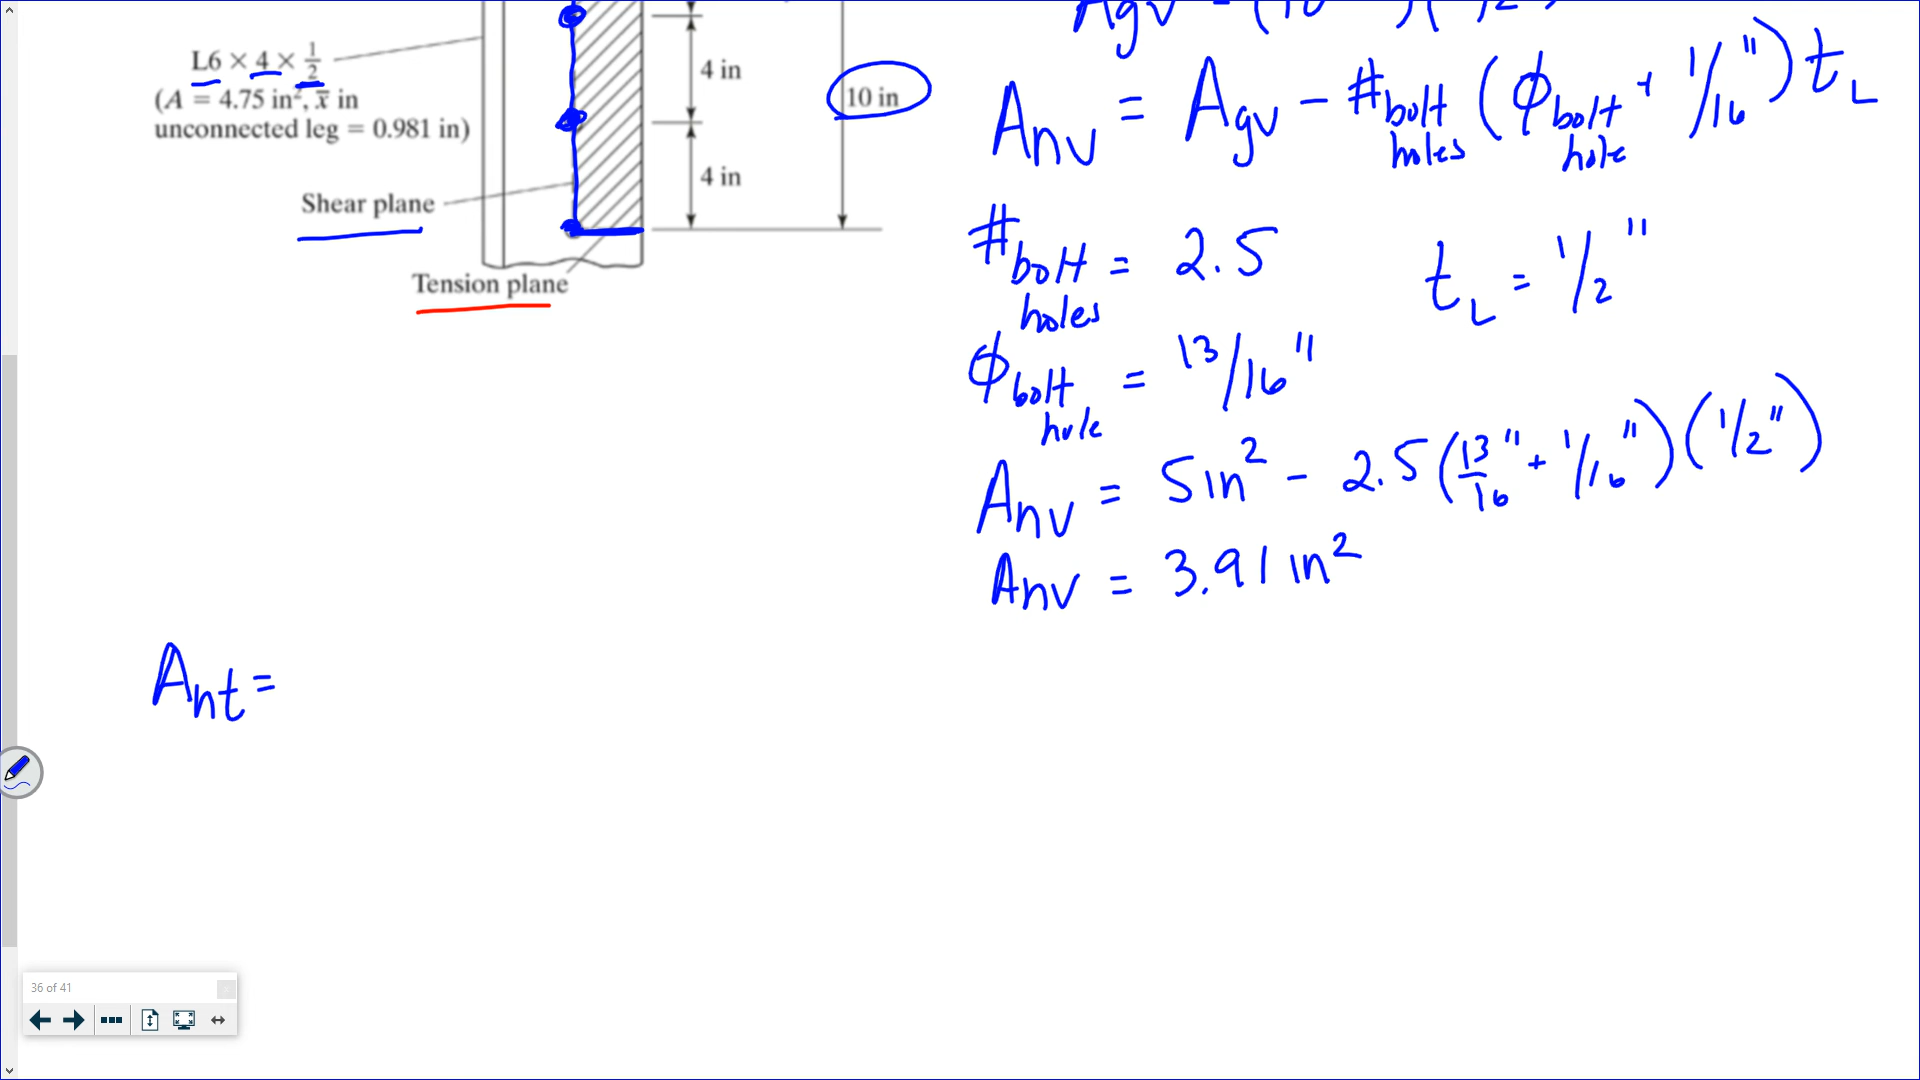 Agv = (10
L6 × 4 × 1/2
(A = 4.75 in², x̄ in
unconnected leg = 0.981 in)
4 in
10 in
4 in
Shear plane
Tension plane
Anv = Agv - #bolt holes (ϕbolt hole + 1/16") tL
#bolt holes = 2.5
tL = 1/2"
ϕbolt hole = 13/16"
Anv = 5in² - 2.5(13/16" + 1/16")(1/2")
Anv = 3.91 in²
Ant =
36 of 41